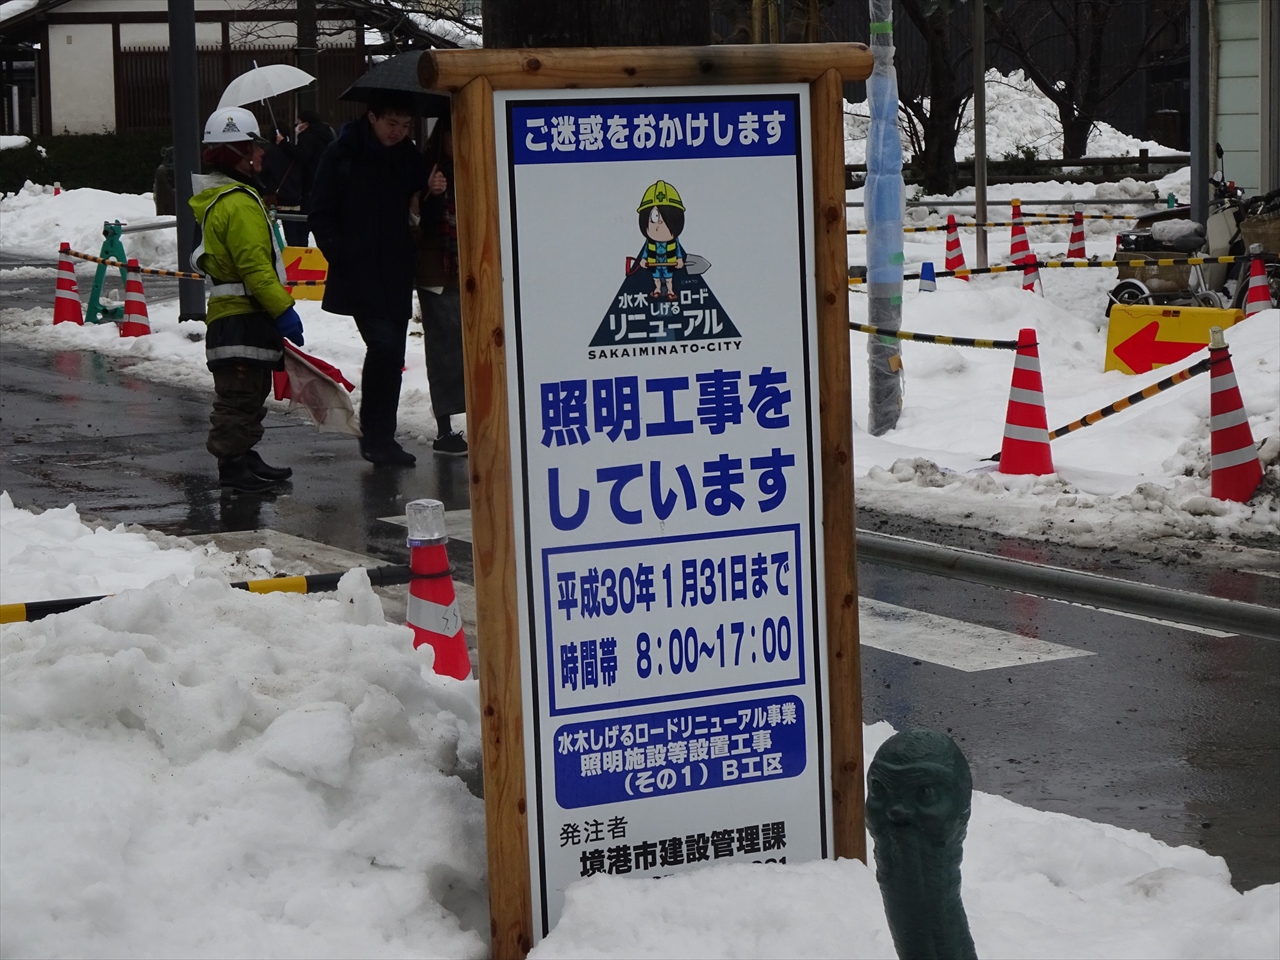 ご迷惑をおかけします
水木 ロード
しげる
リニューアル
SAKAIMINATO-CITY
照明工事を
しています
平成30年1月31日まで
時間帯 8:00~17:00
水木しげるロードリニューアル事業
照明施設等設置工事
(その1) B工区
発注者
境港市建設管理課